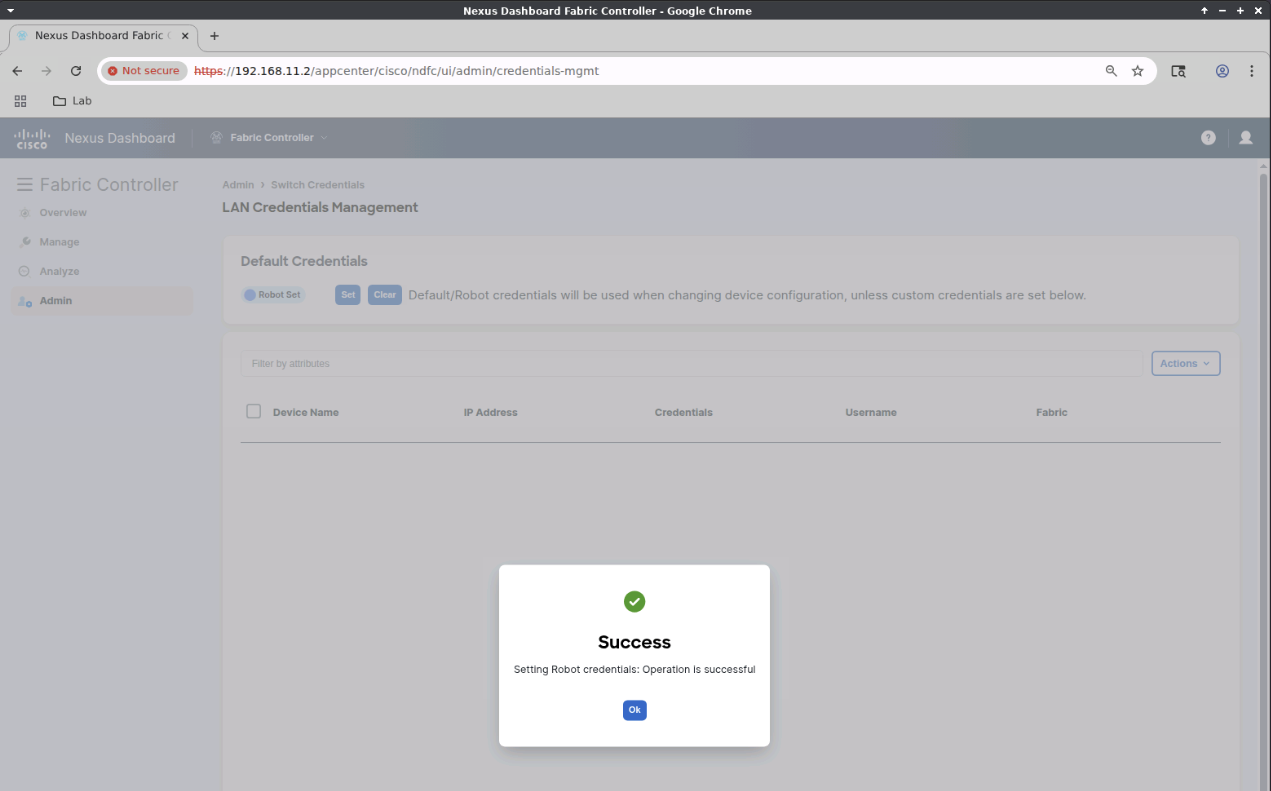 Nexus Dashboard Fabric Controller - Google Chrome
Nexus Dashboard Fabric C
Not secure https://192.168.11.2/appcenter/cisco/ndfc/ui/admin/credentials-mgmt
Lab
CISCO Nexus Dashboard Fabric Controller ?
Fabric Controller
Overview
Manage
Analyze
Admin
Admin > Switch Credentials
LAN Credentials Management
Default Credentials
Robot Set Set Clear Default/Robot credentials will be used when changing device configuration, unless custom credentials are set below.
Filter by attributes Actions
Device Name IP Address Credentials Username Fabric
Success
Setting Robot credentials: Operation is successful
Ok